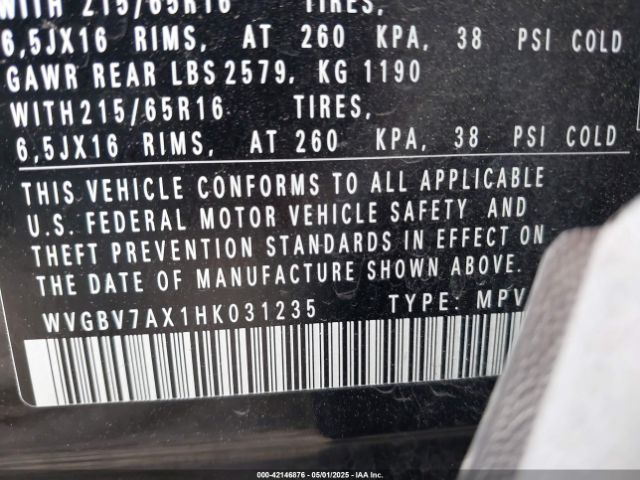 WITH 215/65R16 TIRES,
6,5JX16 RIMS, AT 260 KPA, 38 PSI COLD
GAWR REAR LBS 2579, KG 1190
WITH215/65R16 TIRES,
6,5JX16 RIMS, AT 260 KPA, 38 PSI COLD
THIS VEHICLE CONFORMS TO ALL APPLICABLE
U.S. FEDERAL MOTOR VEHICLE SAFETY AND
THEFT PREVENTION STANDARDS IN EFFECT ON
THE DATE OF MANUFACTURE SHOWN ABOVE.
WVGBV7AX1HK031235 TYPE: MPV
000-42146876 - 05/01/2025 - IAAI.COM